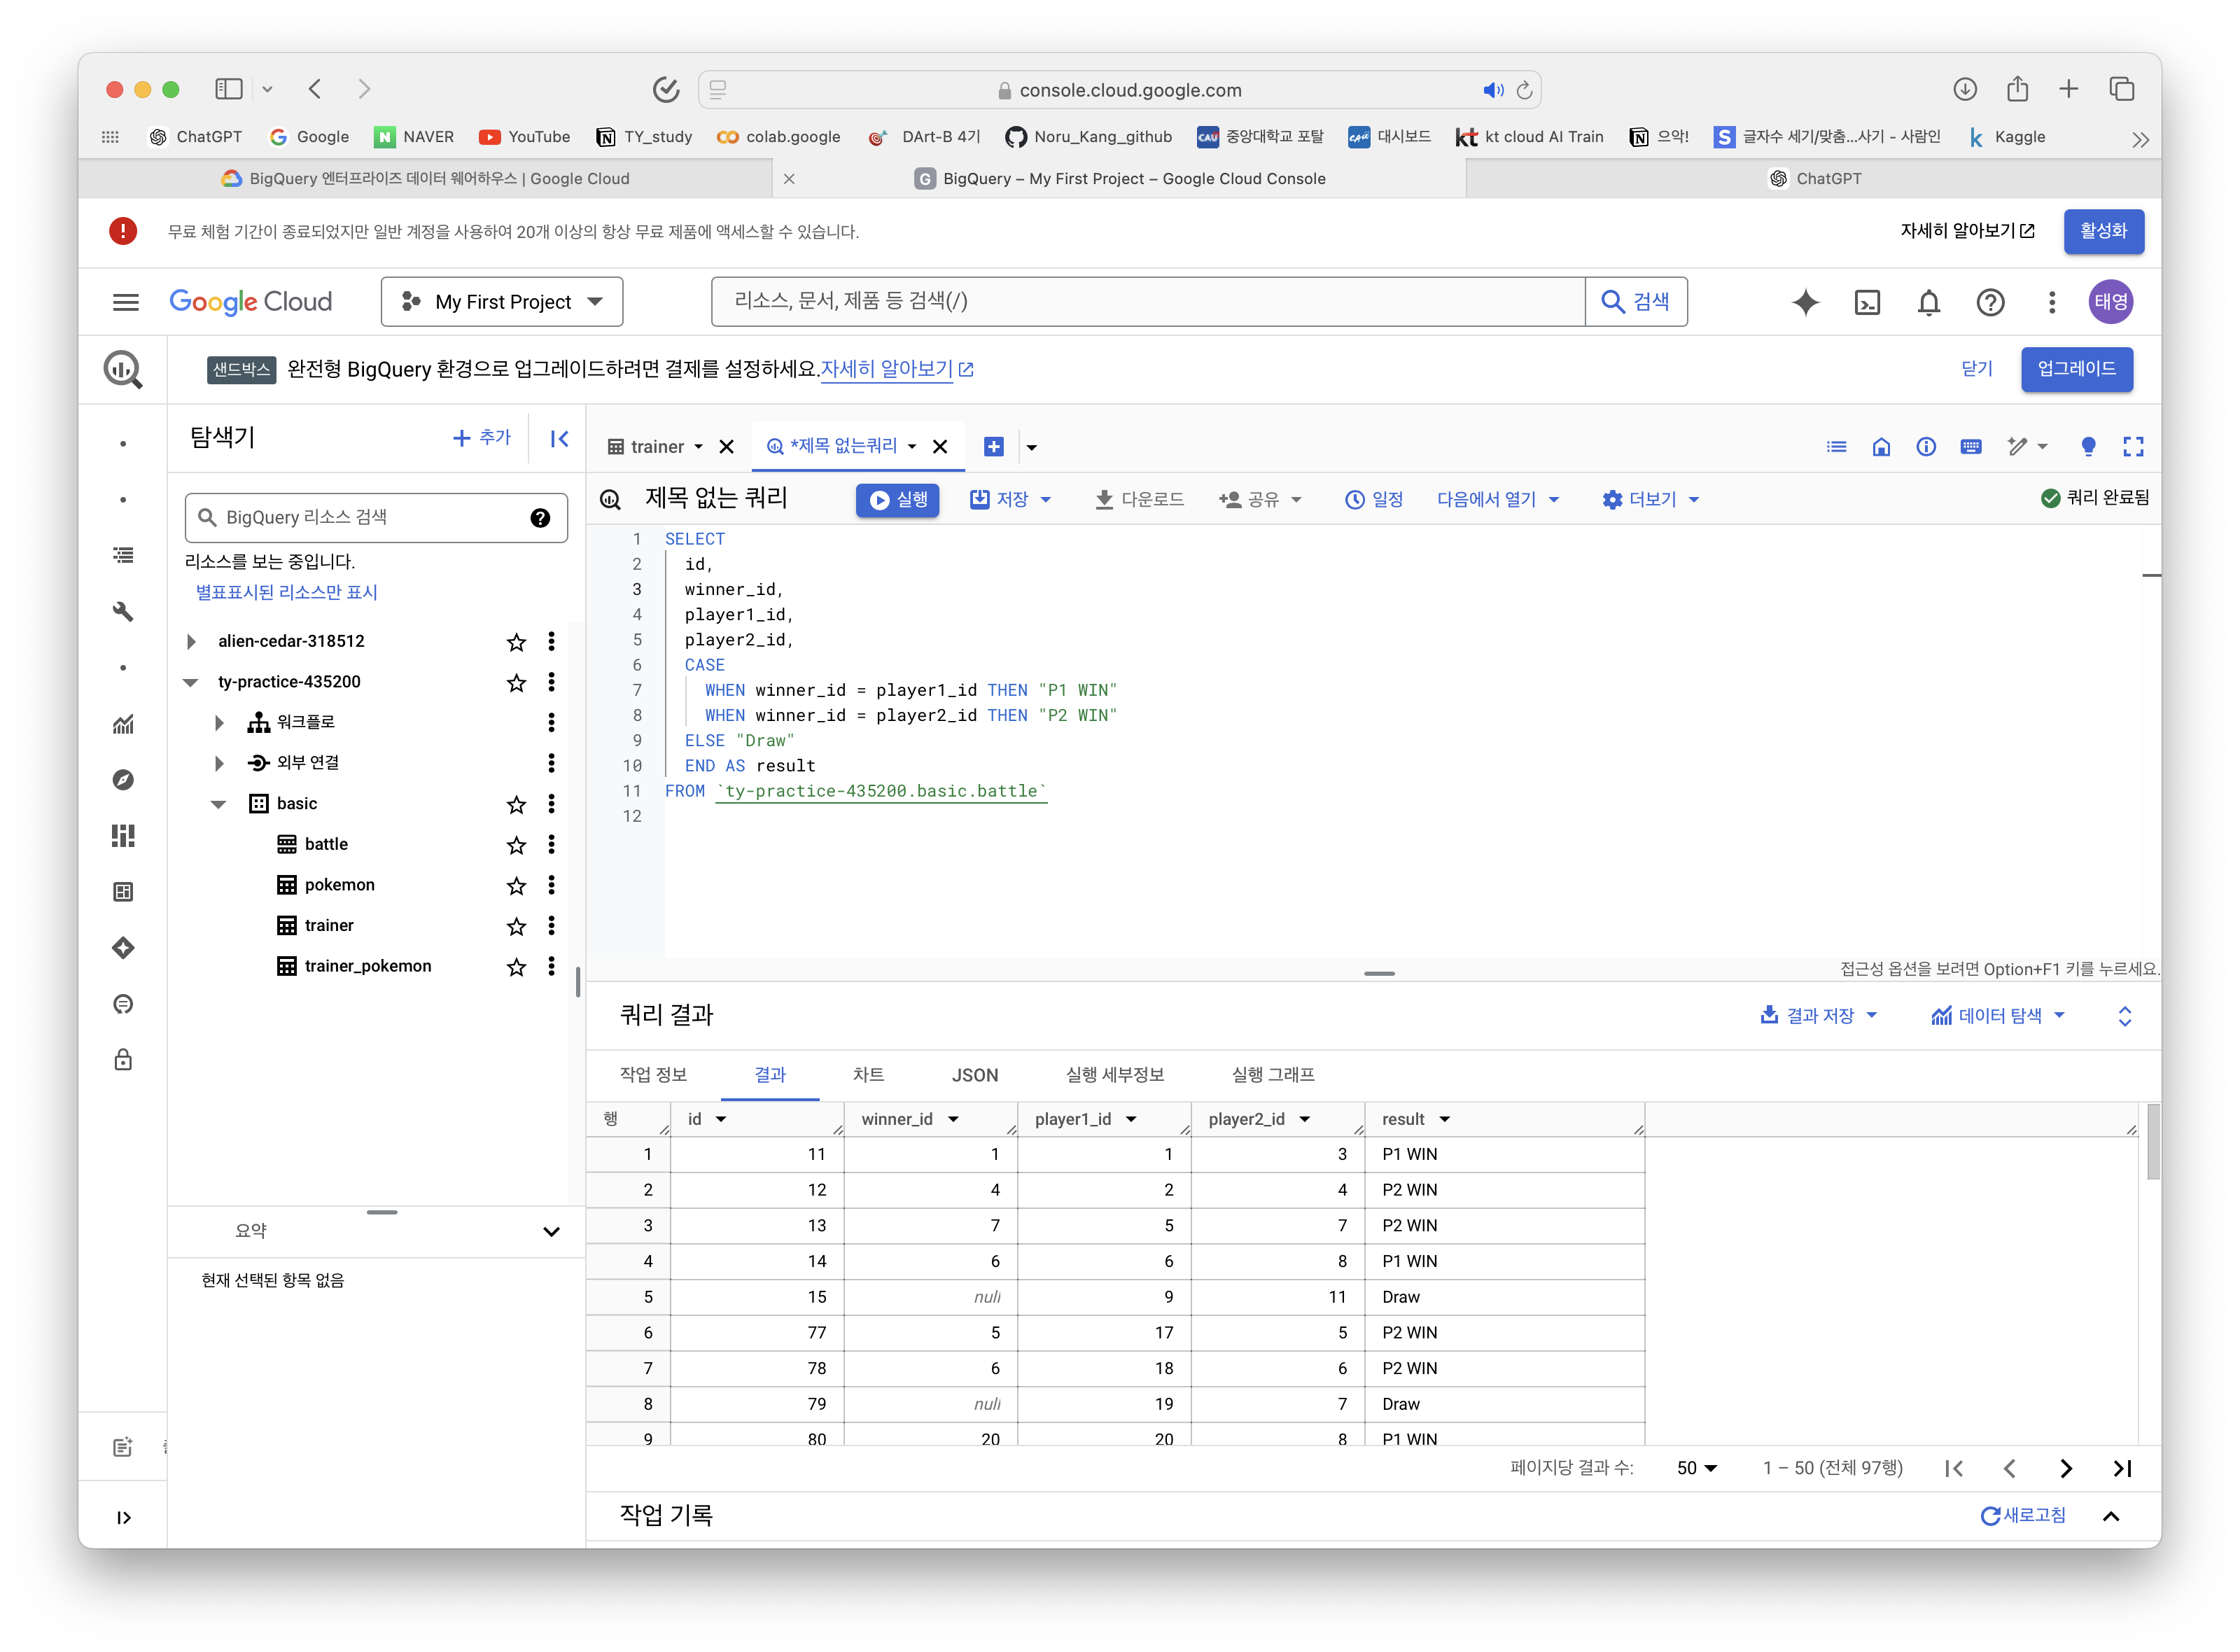 console.cloud.google.com
ChatGPT
Google
NAVER
YouTube
TY_study
colab.google
DArt-B 4기
Noru_Kang_github
중앙대학교 포탈
대시보드
kt cloud AI Train
으악!
글자수 세기/맞춤...사기 - 사람인
Kaggle
BigQuery 엔터프라이즈 데이터 웨어하우스 | Google Cloud
BigQuery – My First Project – Google Cloud Console
ChatGPT
무료 체험 기간이 종료되었지만 일반 계정을 사용하여 20개 이상의 항상 무료 제품에 액세스할 수 있습니다.
자세히 알아보기
활성화
Google Cloud
My First Project
리소스, 문서, 제품 등 검색(/)
검색
태영
샌드박스 완전형 BigQuery 환경으로 업그레이드하려면 결제를 설정하세요. 자세히 알아보기
닫기
업그레이드
탐색기
추가
BigQuery 리소스 검색
리소스를 보는 중입니다.
별표표시된 리소스만 표시
alien-cedar-318512
ty-practice-435200
워크플로
외부 연결
basic
battle
pokemon
trainer
trainer_pokemon
요약
현재 선택된 항목 없음
trainer
*제목 없는쿼리
제목 없는 쿼리
실행
저장
다운로드
공유
일정
다음에서 열기
더보기
쿼리 완료됨
1 SELECT
2 id,
3 winner_id,
4 player1_id,
5 player2_id,
6 CASE
7 WHEN winner_id = player1_id THEN "P1 WIN"
8 WHEN winner_id = player2_id THEN "P2 WIN"
9 ELSE "Draw"
10 END AS result
11 FROM `ty-practice-435200.basic.battle`
12
접근성 옵션을 보려면 Option+F1 키를 누르세요.
쿼리 결과
결과 저장
데이터 탐색
작업 정보
결과
차트
JSON
실행 세부정보
실행 그래프
행 id winner_id player1_id player2_id result
1 11 1 1 3 P1 WIN
2 12 4 2 4 P2 WIN
3 13 7 5 7 P2 WIN
4 14 6 6 8 P1 WIN
5 15 null 9 11 Draw
6 77 5 17 5 P2 WIN
7 78 6 18 6 P2 WIN
8 79 null 19 7 Draw
9 80 20 20 8 P1 WIN
페이지당 결과 수: 50 1 – 50 (전체 97행)
작업 기록
새로고침